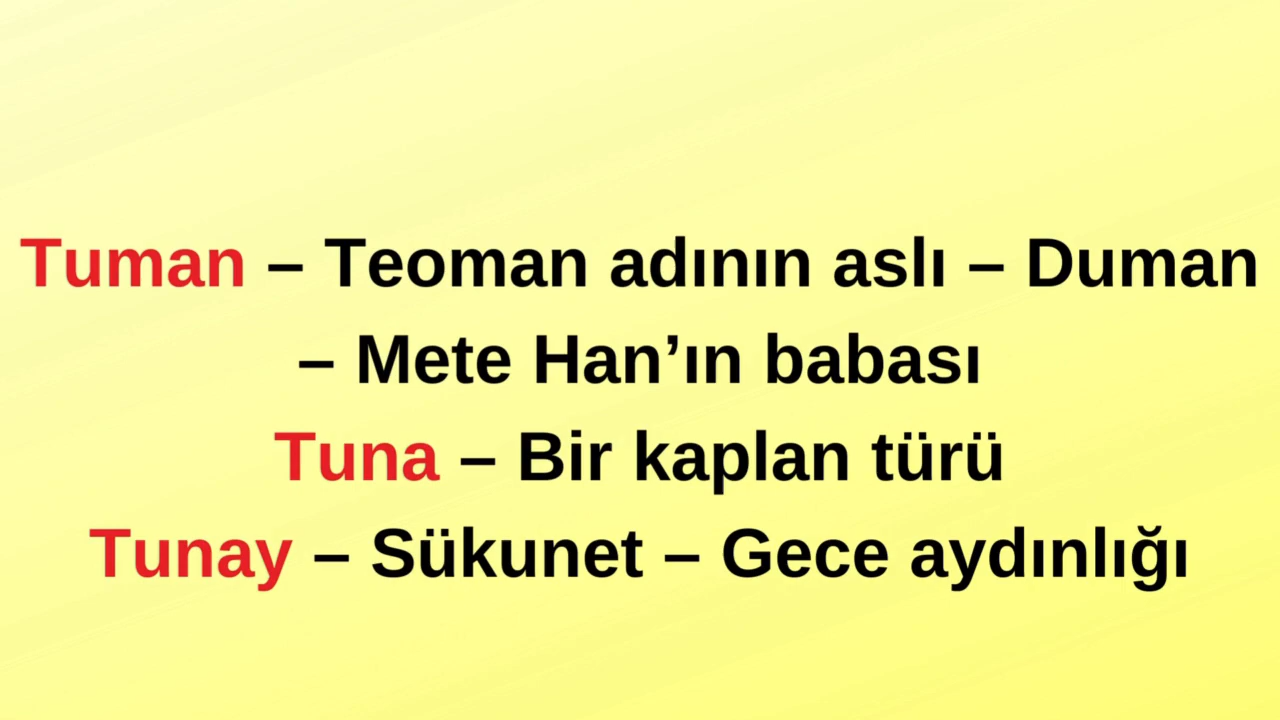 Tuman – Teoman adının aslı – Duman
– Mete Han’ın babası
Tuna – Bir kaplan türü
Tunay – Sükunet – Gece aydınlığı